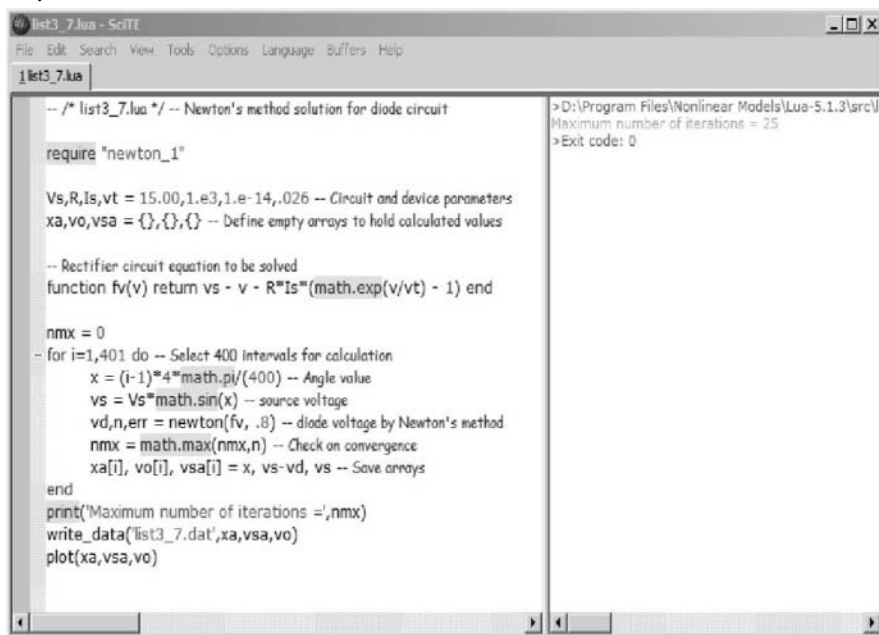 list3_7.lua - SciTE
File Edit Search View Tools Options Language Buffers Help
1 list3_7.lua
-- /* list3_7.lua */ -- Newton's method solution for diode circuit
require "newton_1"
Vs,R,Is,vt = 15.00,1.e3,1.e-14,.026 -- Circuit and device parameters
xa,vo,vsa = {},{},{} -- Define empty arrays to hold calculated values
-- Rectifier circuit equation to be solved
function fv(v) return vs - v - R*Is*(math.exp(v/vt) - 1) end
nmx = 0
for i=1,401 do -- Select 400 intervals for calculation
x = (i-1)*4*math.pi/(400) -- Angle value
vs = Vs*math.sin(x) -- source voltage
vd,n,err = newton(fv, .8) -- diode voltage by Newton's method
nmx = math.max(nmx,n) -- Check on convergence
xa[i], vo[i], vsa[i] = x, vs-vd, vs -- Save arrays
end
print('Maximum number of iterations =',nmx)
write_data('list3_7.dat',xa,vsa,vo)
plot(xa,vsa,vo)
>D:\Program Files\Nonlinear Models\Lua-5.1.3\src\l
Maximum number of iterations = 25
>Exit code: 0